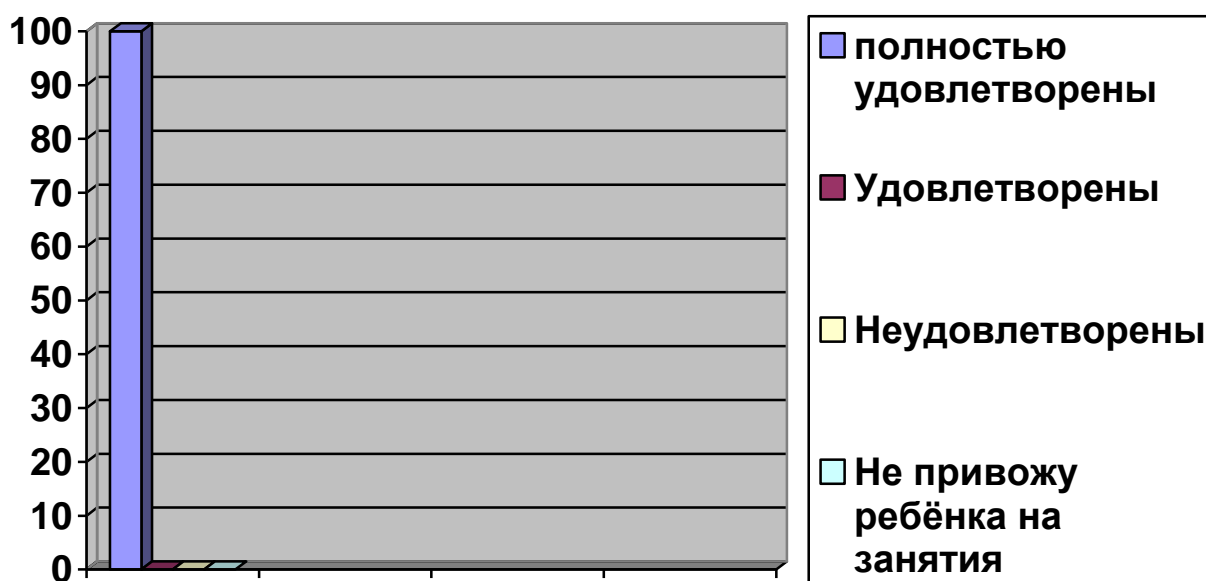 100
90
80
70
60
50
40
30
20
10
0
полностью
удовлетворены
Удовлетворены
Неудовлетворены
Не привожу
ребёнка на
занятия